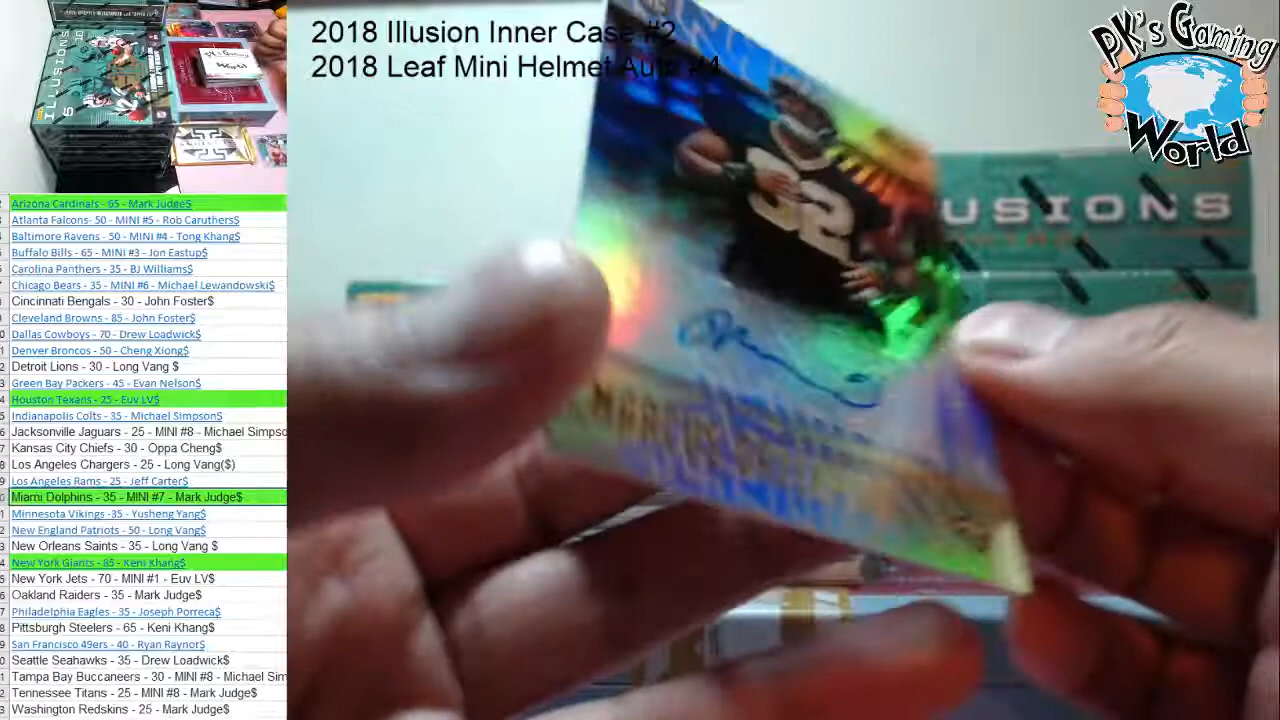 2018 Illusion Inner Case #2
2018 Leaf Mini Helmet Auto #4
PK's Gaming
World
ILLUSIONS
USIONS
Arizona Cardinals - 65 - Mark Judge$
Atlanta Falcons- 50 - MINI #5 - Rob Caruthers$
Baltimore Ravens - 50 - MINI #4 - Tong Khang$
Buffalo Bills - 65 - MINI #3 - Jon Eastup$
Carolina Panthers - 35 - BJ Williams$
Chicago Bears - 35 - MINI #6 - Michael Lewandowski$
Cincinnati Bengals - 30 - John Foster$
Cleveland Browns - 85 - John Foster$
Dallas Cowboys - 70 - Drew Loadwick$
Denver Broncos - 50 - Cheng Xiong$
Detroit Lions - 30 - Long Vang $
Green Bay Packers - 45 - Evan Nelson$
Houston Texans - 25 - Euv LV$
Indianapolis Colts - 35 - Michael Simpson$
Jacksonville Jaguars - 25 - MINI #8 - Michael Simpso
Kansas City Chiefs - 30 - Oppa Cheng$
Los Angeles Chargers - 25 - Long Vang($)
Los Angeles Rams - 25 - Jeff Carter$
Miami Dolphins - 35 - MINI #7 - Mark Judge$
Minnesota Vikings -35 - Yusheng Yang$
New England Patriots - 50 - Long Vang$
New Orleans Saints - 35 - Long Vang $
New York Giants - 85 - Keni Khang$
New York Jets - 70 - MINI #1 - Euv LV$
Oakland Raiders - 35 - Mark Judge$
Philadelphia Eagles - 35 - Joseph Porreca$
Pittsburgh Steelers - 65 - Keni Khang$
San Francisco 49ers - 40 - Ryan Raynor$
Seattle Seahawks - 35 - Drew Loadwick$
Tampa Bay Buccaneers - 30 - MINI #8 - Michael Sim
Tennessee Titans - 25 - MINI #8 - Mark Judge$
Washington Redskins - 25 - Mark Judge$
MARCUS